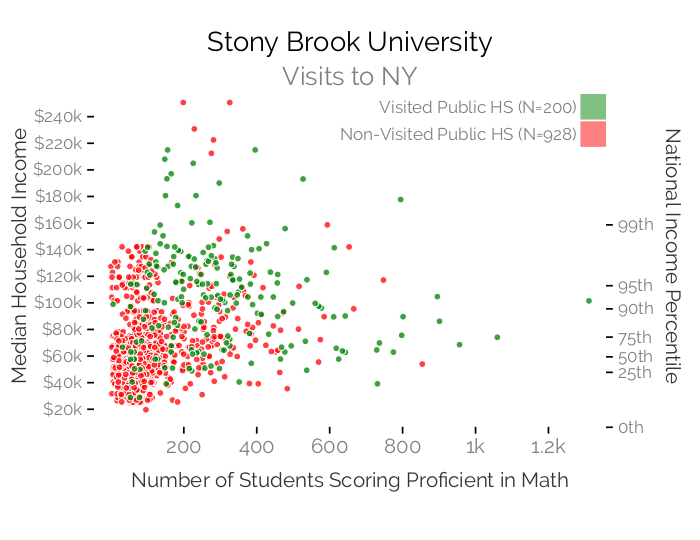 Stony Brook University
Visits to NY
Visited Public HS (N=200)
Non-Visited Public HS (N=928)
Median Household Income
$240k
$220k
$200k
$180k
$160k
$140k
$120k
$100k
$80k
$60k
$40k
$20k
National Income Percentile
99th
95th
90th
75th
50th
25th
0th
200
400
600
800
1k
1.2k
Number of Students Scoring Proficient in Math